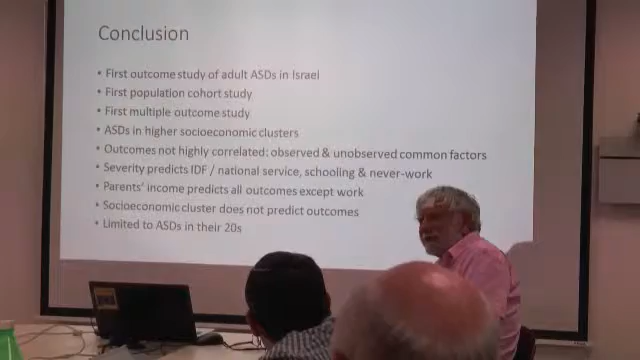 Conclusion
• First outcome study of adult ASDs in Israel
• First population cohort study
• First multiple outcome study
• ASDs in higher socioeconomic clusters
• Outcomes not highly correlated: observed & unobserved common factors
• Severity predicts IDF / national service, schooling & never-work
• Parents' income predicts all outcomes except work
• Socioeconomic cluster does not predict outcomes
• Limited to ASDs in their 20s